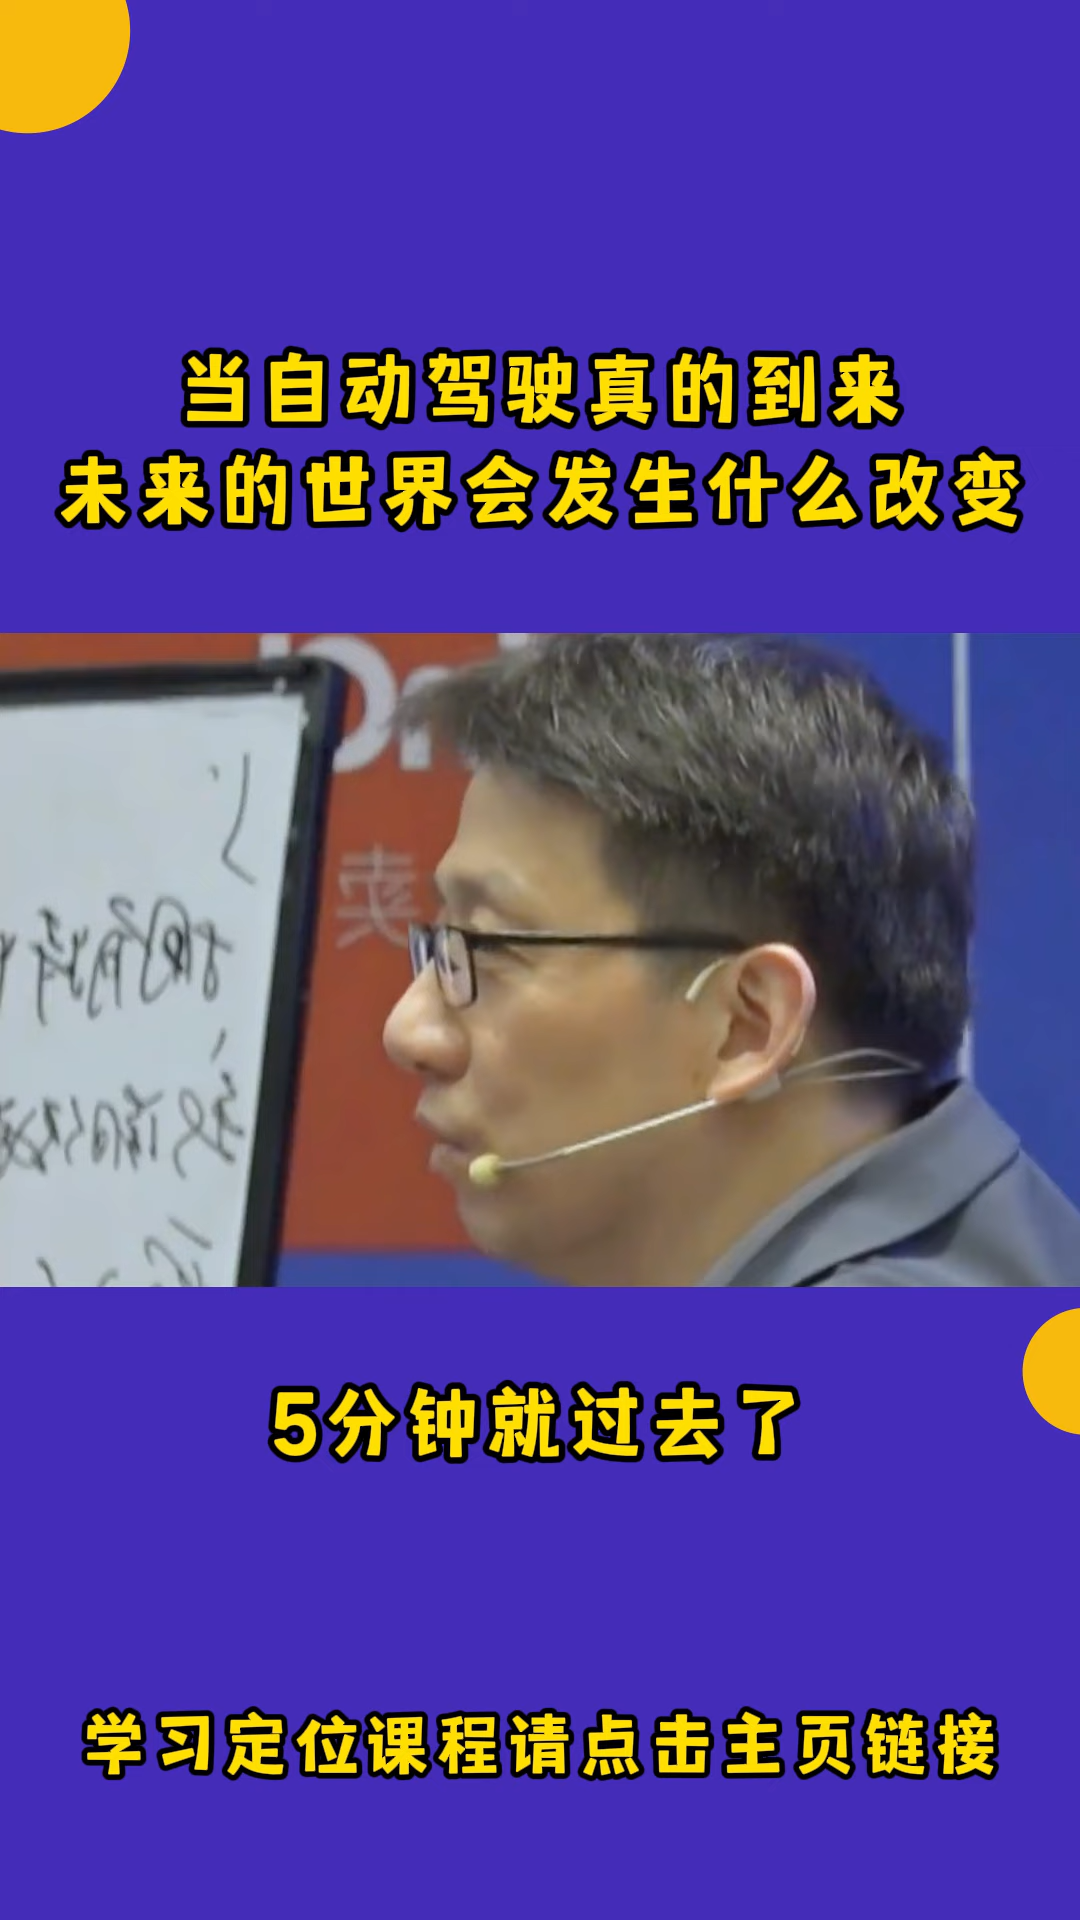 当自动驾驶真的到来
未来的世界会发生什么改变
卖
5分钟就过去了
学习定位课程请点击主页链接